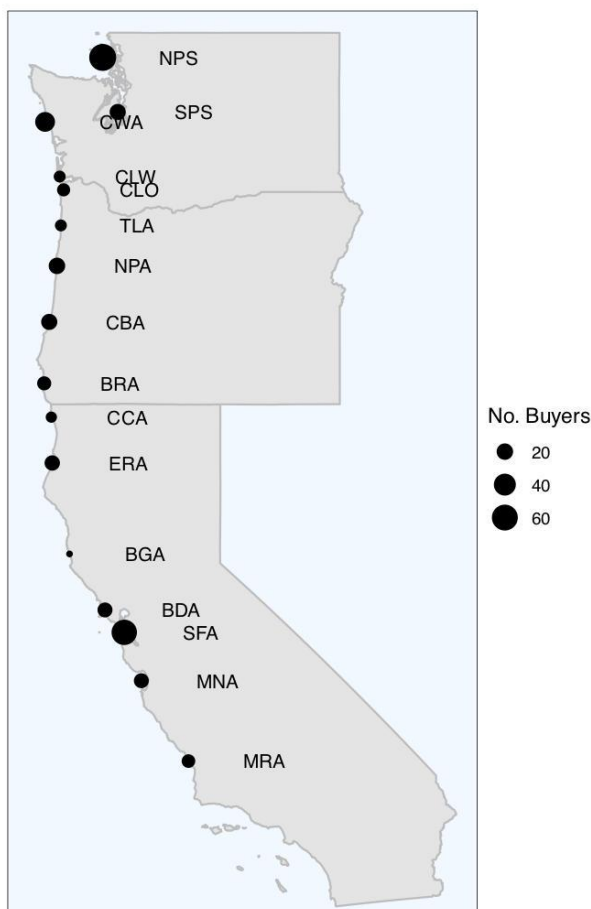 NPS
SPS
CWA
CLW
CLO
TLA
NPA
CBA
BRA
CCA
ERA
BGA
BDA
SFA
MNA
MRA
No. Buyers
20
40
60